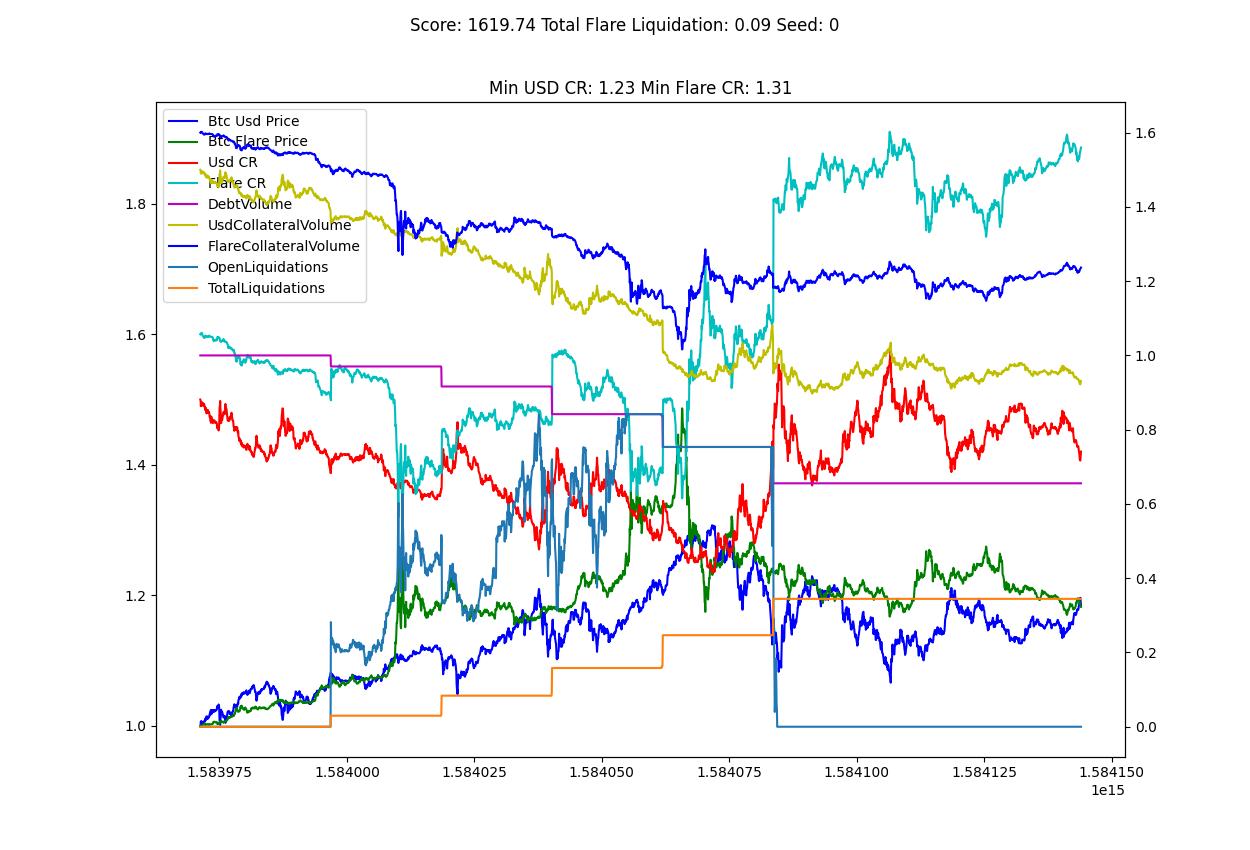 Score: 1619.74 Total Flare Liquidation: 0.09 Seed: 0
Min USD CR: 1.23 Min Flare CR: 1.31
Btc Usd Price
Btc Flare Price
Usd CR
Flare CR
DebtVolume
UsdCollateralVolume
FlareCollateralVolume
OpenLiquidations
TotalLiquidations
1.8
1.6
1.4
1.2
1.0
1.6
1.4
1.2
1.0
0.8
0.6
0.4
0.2
0.0
1.583975 1.584000 1.584025 1.584050 1.584075 1.584100 1.584125 1.584150
1e15